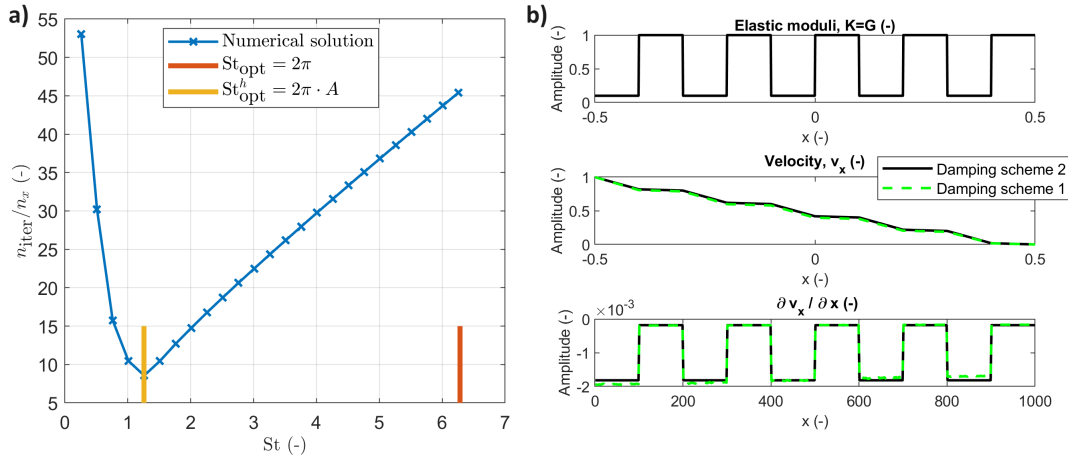 a)
55
50
45
40
35
30
25
20
15
10
5
n_iter/n_x (-)
0 1 2 3 4 5 6 7
St (-)
Numerical solution
St_opt = 2π
St^h_opt = 2π · A
b)
Elastic moduli, K=G (-)
Amplitude (-)
1
0.5
0
-0.5 0 0.5
x (-)
Velocity, v_x (-)
Amplitude (-)
1
0.5
0
-0.5 0 0.5
x (-)
Damping scheme 2
Damping scheme 1
∂ v_x / ∂ x (-)
×10^-3
Amplitude (-)
0
-1
-2
0 200 400 600 800 1000
x (-)